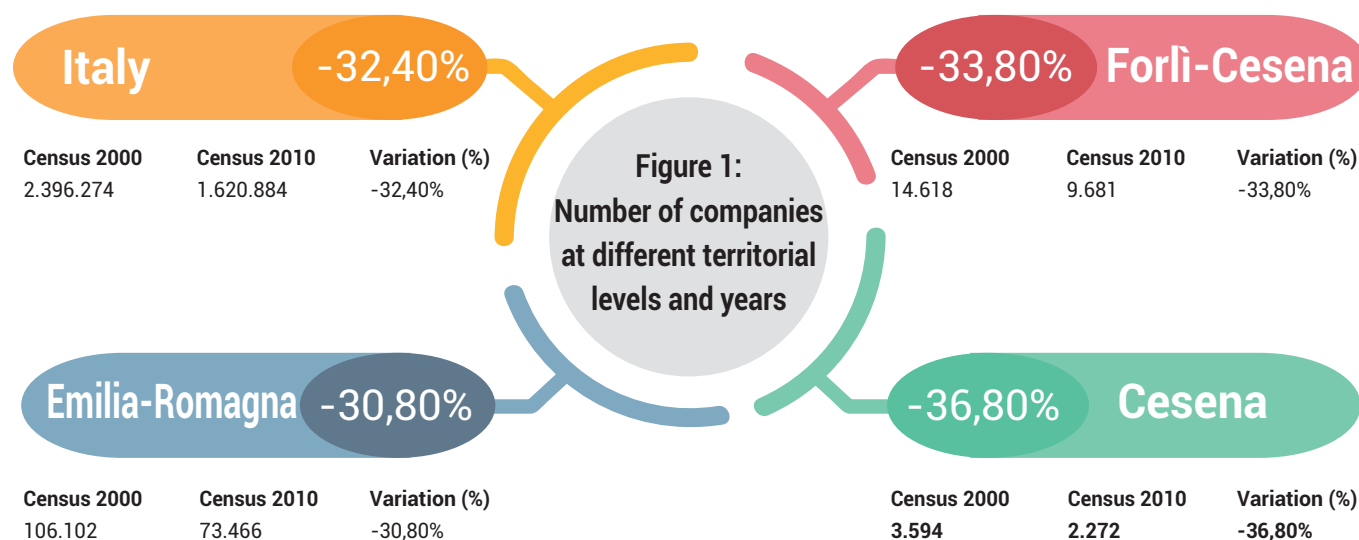 Italy -32,40%
Census 2000 Census 2010 Variation (%)
2.396.274 1.620.884 -32,40%
Figure 1:
Number of companies
at different territorial
levels and years
-33,80% Forlì-Cesena
Census 2000 Census 2010 Variation (%)
14.618 9.681 -33,80%
Emilia-Romagna -30,80%
Census 2000 Census 2010 Variation (%)
106.102 73.466 -30,80%
-36,80% Cesena
Census 2000 Census 2010 Variation (%)
3.594 2.272 -36,80%